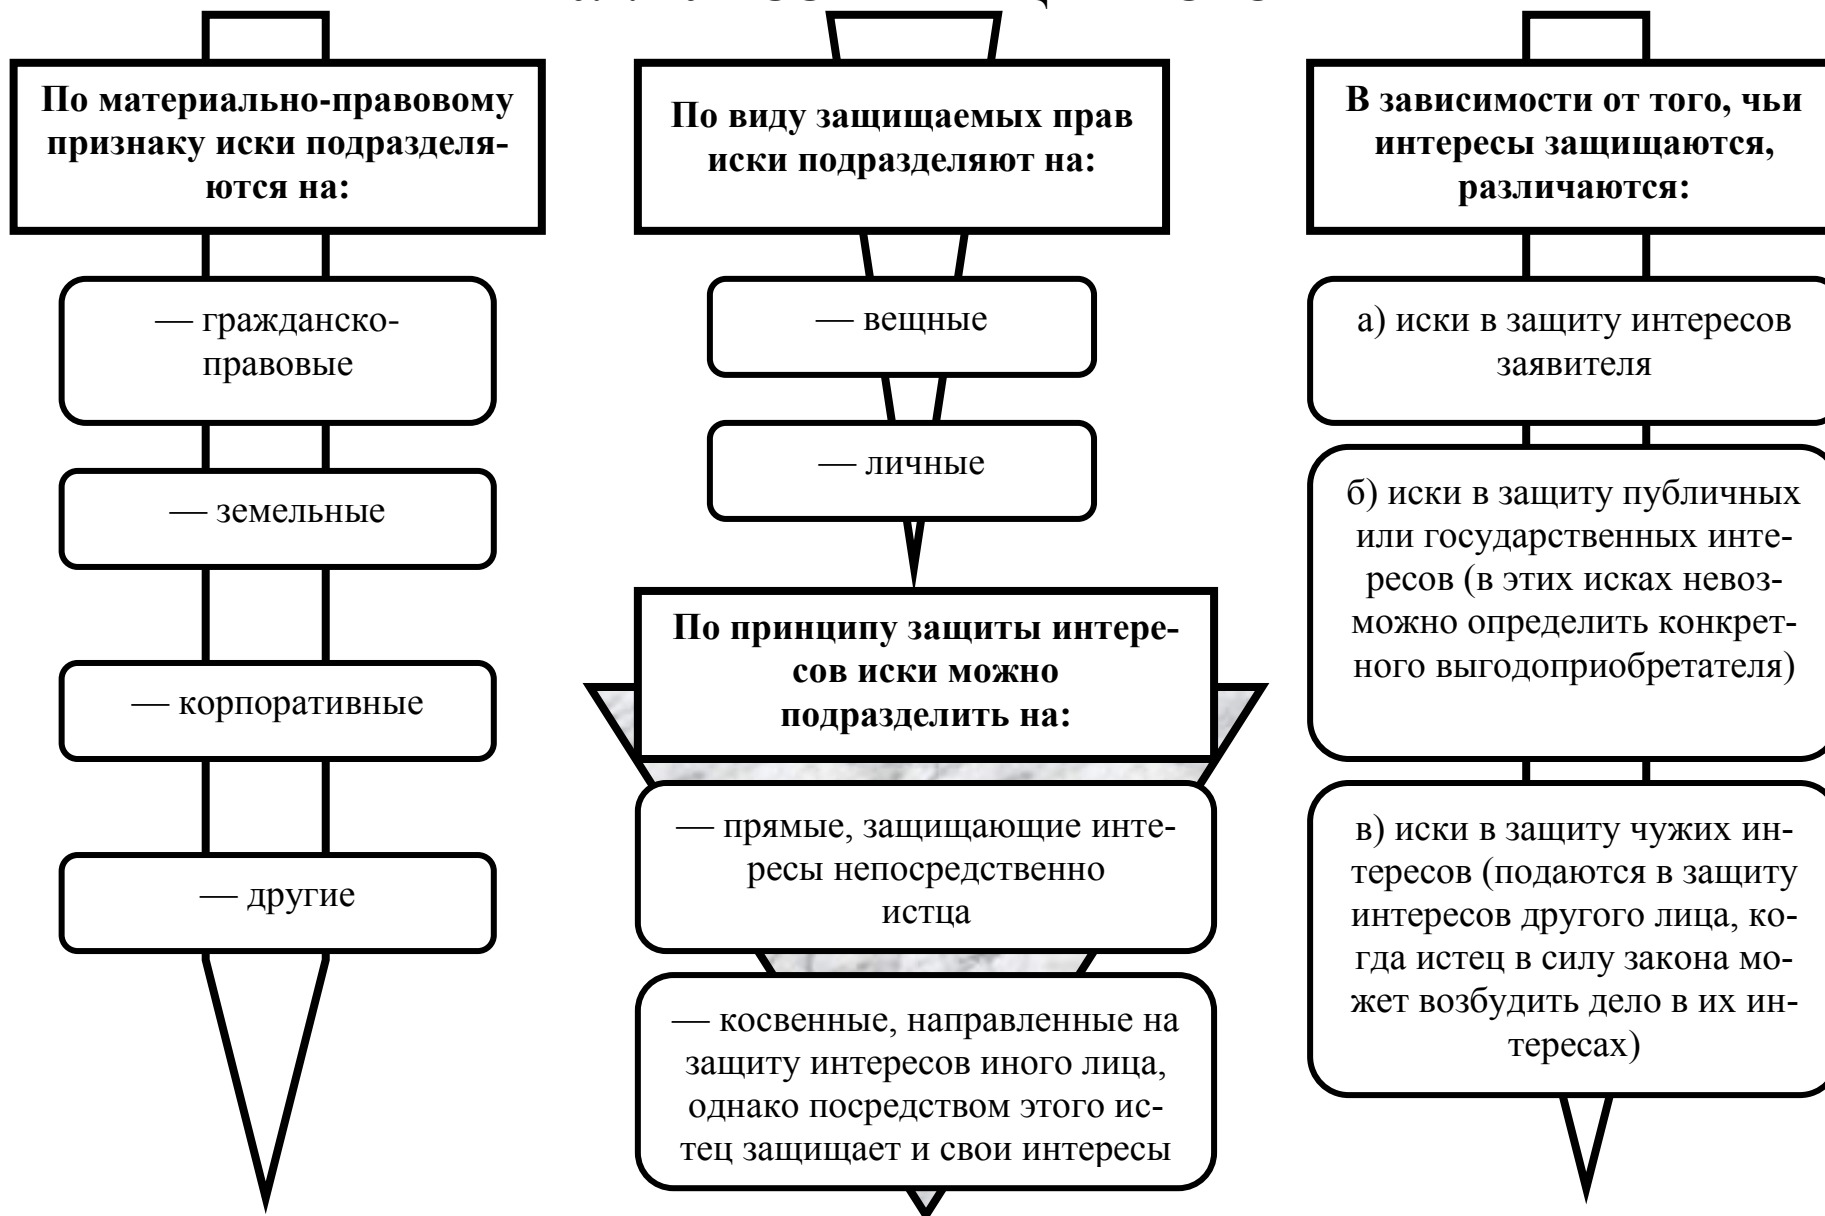 По материально-правовому
признаку иски подразделя-
ются на:
— гражданско-
правовые
— земельные
— корпоративные
— другие
По виду защищаемых прав
иски подразделяют на:
— вещные
— личные
По принципу защиты интере-
сов иски можно
подразделить на:
— прямые, защищающие инте-
ресы непосредственно
истца
— косвенные, направленные на
защиту интересов иного лица,
однако посредством этого ис-
тец защищает и свои интересы
В зависимости от того, чьи
интересы защищаются,
различаются:
а) иски в защиту интересов
заявителя
б) иски в защиту публичных
или государственных инте-
ресов (в этих исках невоз-
можно определить конкрет-
ного выгодоприобретателя)
в) иски в защиту чужих ин-
тересов (подаются в защиту
интересов другого лица, ко-
гда истец в силу закона мо-
жет возбудить дело в их ин-
тересах)